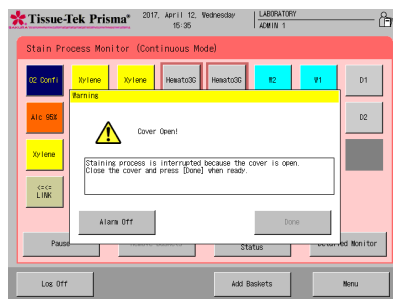 Tissue-Tek Prisma
2017, April 12, Wednesday
15:35
LABORATORY
ADMIN 1
Stain Process Monitor (Continuous Mode)
02 Confi
Xylene
Xylene
Hemato3G
Hemato3G
W2
W1
D1
Warning
Alc 95%
Cover Open!
D2
Xylene
Staining process is interrupted because the cover is open.
Close the cover and press [Done] when ready.
<=<=
LINK
Alarm Off
Done
Pause
Status
Monitor
Log Off
Add Baskets
Menu